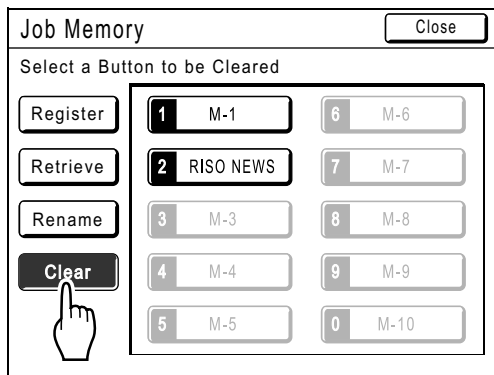 Job Memory
Close
Select a Button to be Cleared
Register
Retrieve
Rename
Clear
1 M-1
2 RISO NEWS
3 M-3
4 M-4
5 M-5
6 M-6
7 M-7
8 M-8
9 M-9
0 M-10